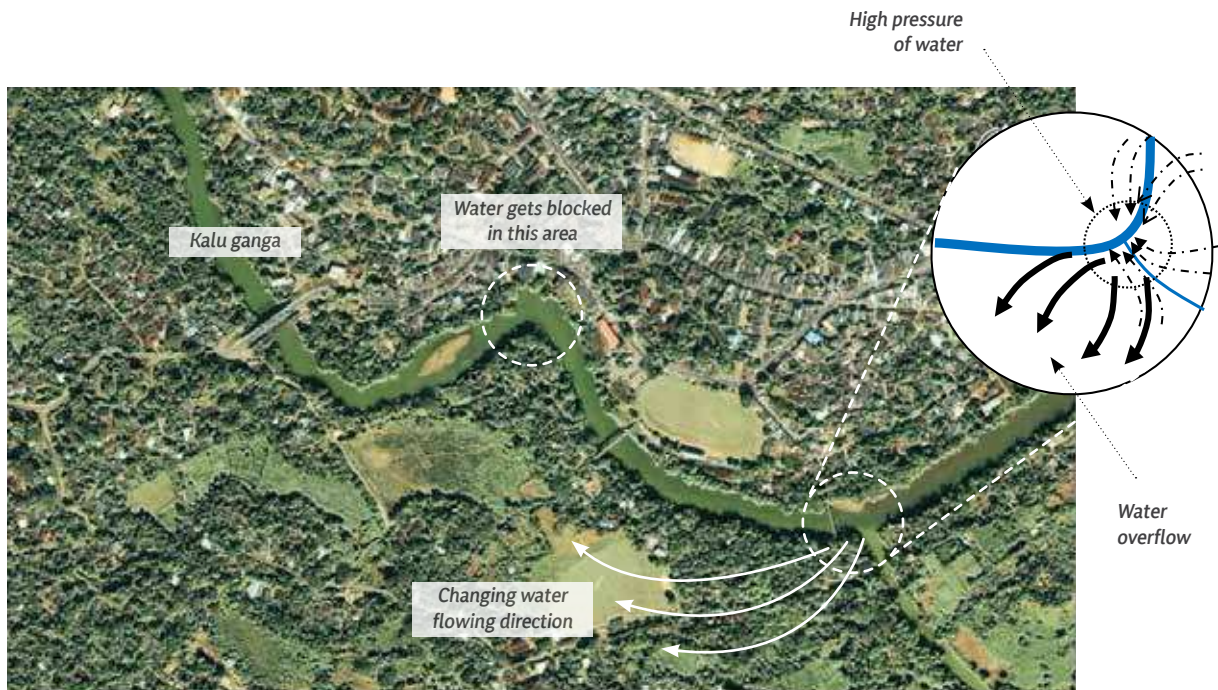 High pressure
of water
Kalu ganga
Water gets blocked
in this area
Water
overflow
Changing water
flowing direction